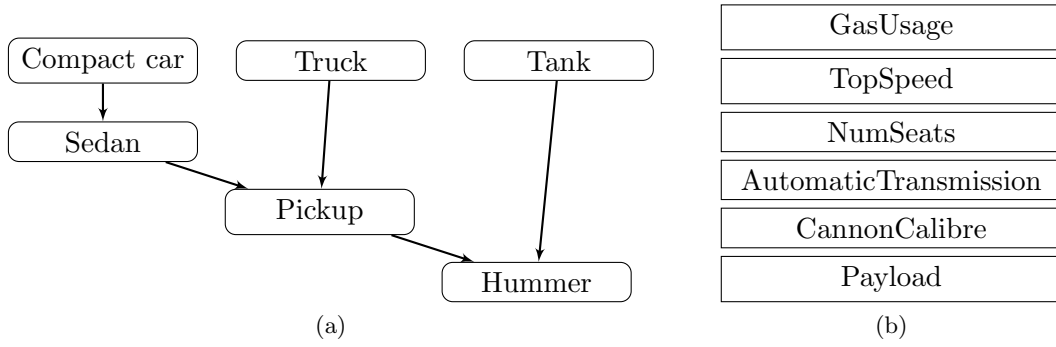 Compact car
Truck
Tank
Sedan
Pickup
Hummer
(a)
GasUsage
TopSpeed
NumSeats
AutomaticTransmission
CannonCalibre
Payload
(b)